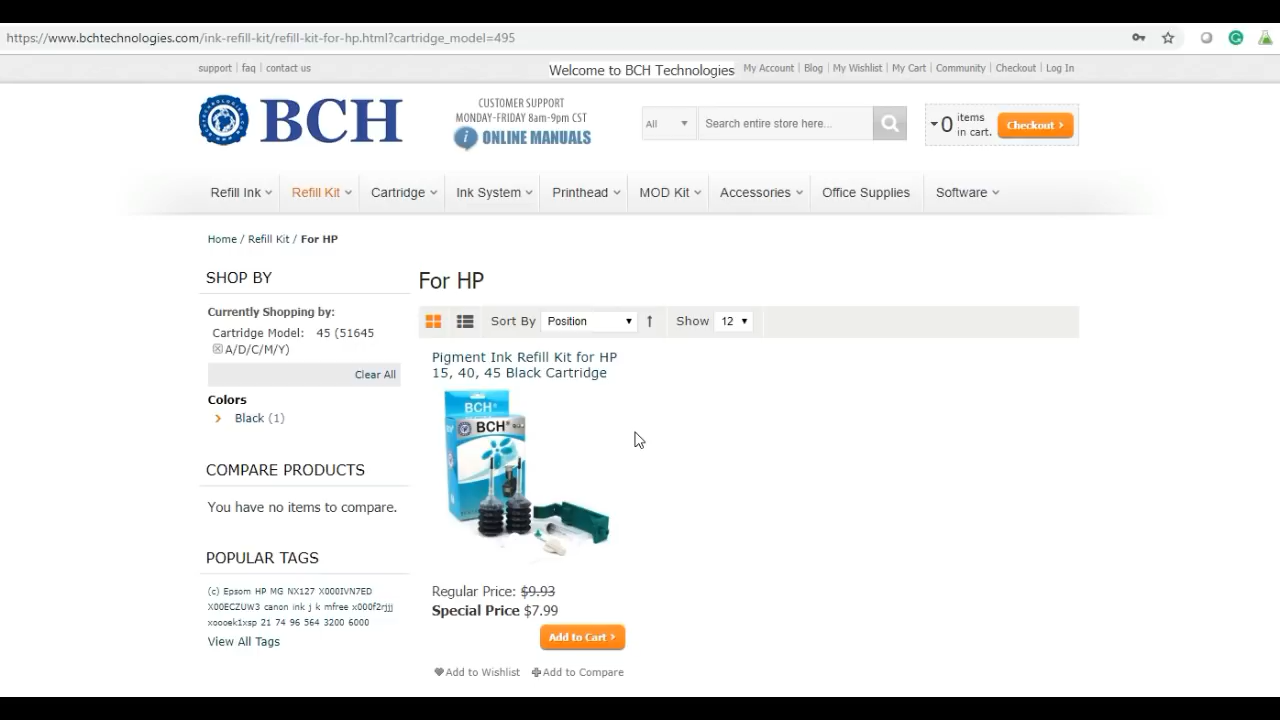 https://www.bchtechnologies.com/ink-refill-kit/refill-kit-for-hp.html?cartridge_model=495
support | faq | contact us
Welcome to BCH Technologies
My Account | Blog | My Wishlist | My Cart | Community | Checkout | Log In
BCH
CUSTOMER SUPPORT
MONDAY-FRIDAY 8am-9pm CST
i ONLINE MANUALS
All
Search entire store here...
0 items in cart.
Checkout >
Refill Ink
Refill Kit
Cartridge
Ink System
Printhead
MOD Kit
Accessories
Office Supplies
Software
Home / Refill Kit / For HP
SHOP BY
Currently Shopping by:
Cartridge Model: 45 (51645
A/D/C/M/Y)
Clear All
Colors
Black (1)
COMPARE PRODUCTS
You have no items to compare.
POPULAR TAGS
(c) Epsom HP MG NX127 X000IVN7ED
X00ECZUW3 canon ink j k mfree x000f2rjjj
xoooek1xsp 21 74 96 564 3200 6000
View All Tags
For HP
Sort By Position
Show 12
Pigment Ink Refill Kit for HP
15, 40, 45 Black Cartridge
BCH®
BCH®
Regular Price: $9.93
Special Price $7.99
Add to Cart >
Add to Wishlist
Add to Compare